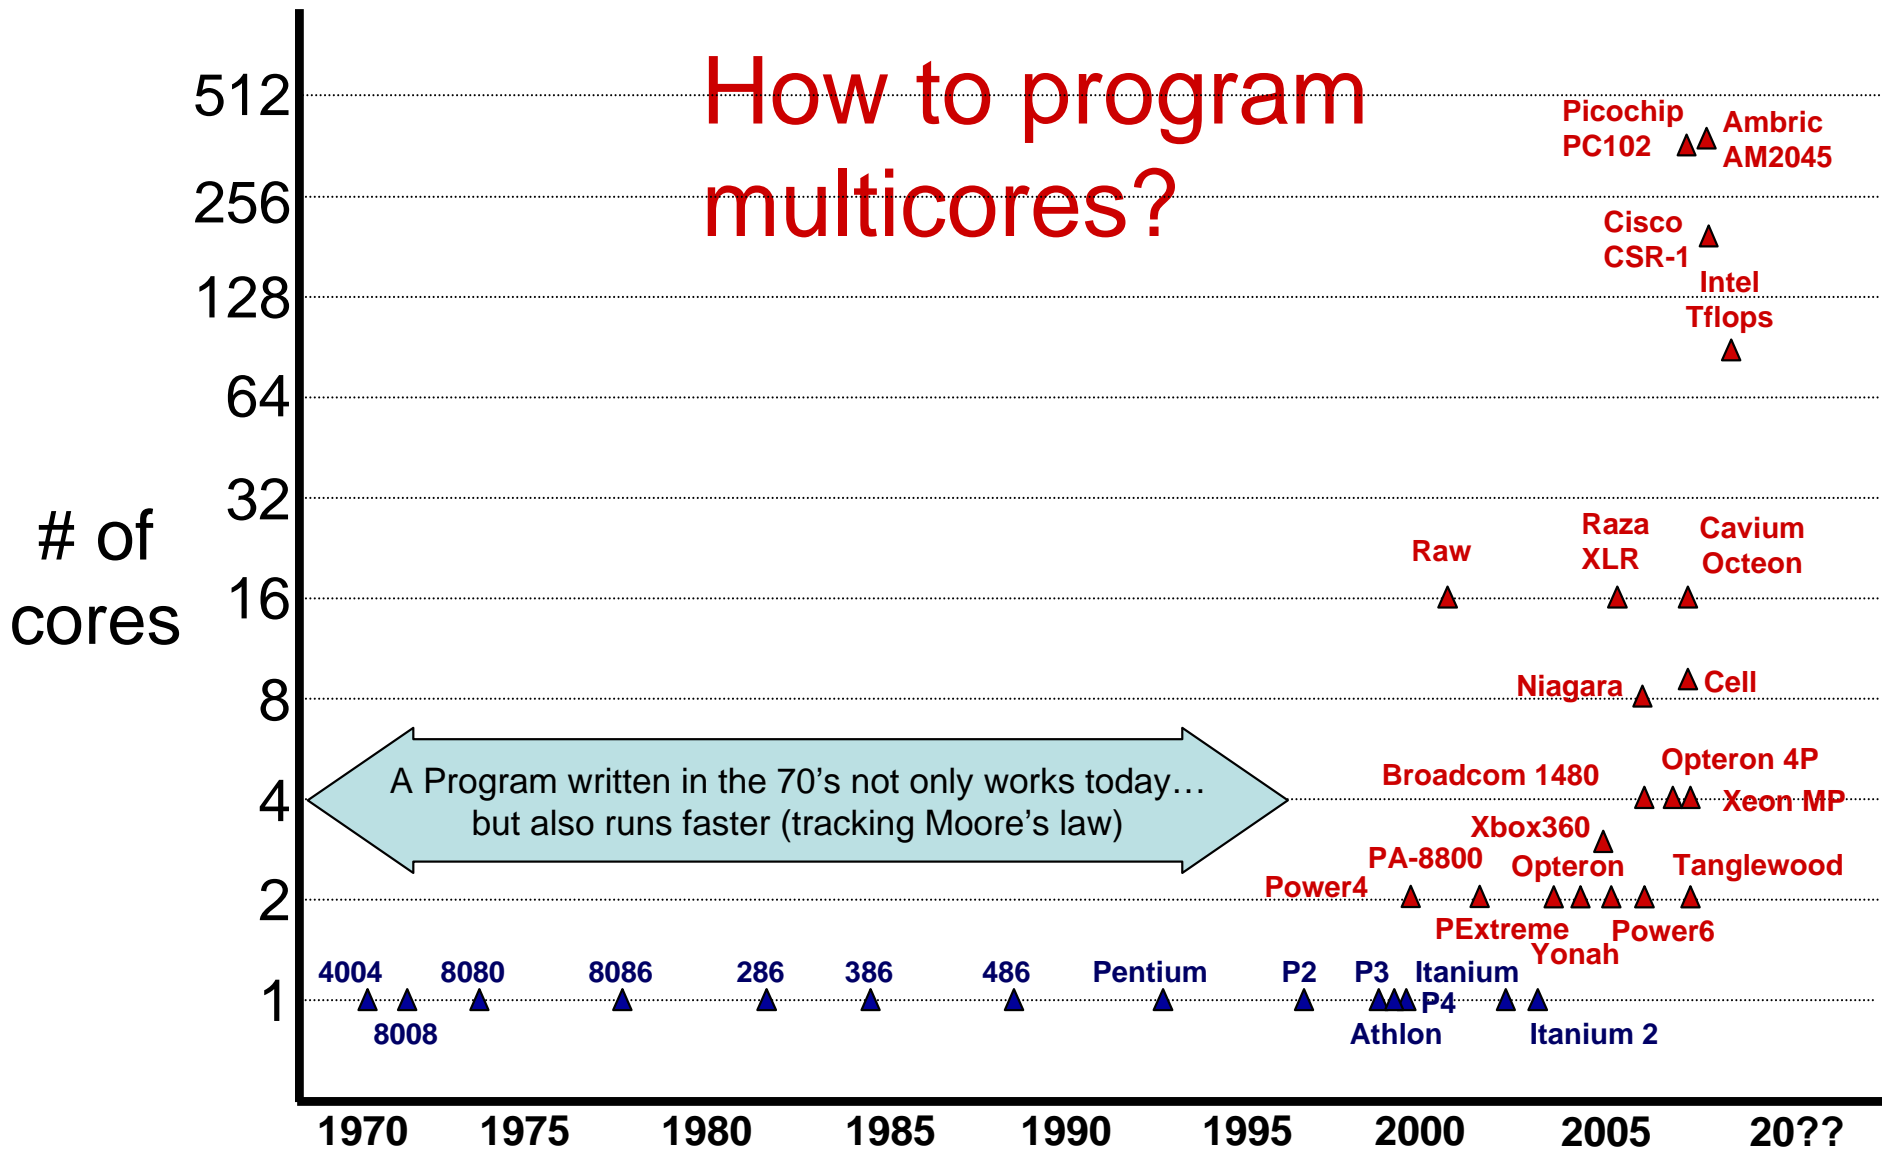 How to program
multicores?
512
256
128
64
32
16
8
4
2
1
# of
cores
Picochip
PC102
Ambric
AM2045
Cisco
CSR-1
Intel
Tflops
Raw
Raza
XLR
Cavium
Octeon
Niagara
Cell
A Program written in the 70's not only works today…
but also runs faster (tracking Moore's law)
Broadcom 1480
Opteron 4P
Xeon MP
Xbox360
PA-8800
Opteron
Tanglewood
Power4
PExtreme
Yonah
Power6
4004
8008
8080
8086
286
386
486
Pentium
P2
P3
Athlon
Itanium
P4
Itanium 2
1970
1975
1980
1985
1990
1995
2000
2005
20??